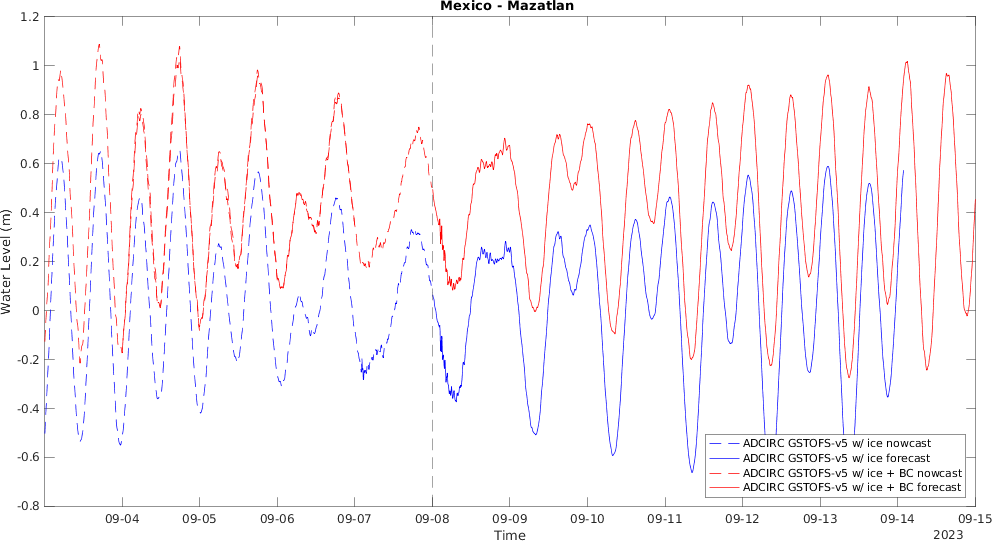 Mexico - Mazatlan
1.2
1
0.8
0.6
0.4
0.2
0
-0.2
-0.4
-0.6
-0.8
Water Level (m)
ADCIRC GSTOFS-v5 w/ ice nowcast
ADCIRC GSTOFS-v5 w/ ice forecast
ADCIRC GSTOFS-v5 w/ ice + BC nowcast
ADCIRC GSTOFS-v5 w/ ice + BC forecast
09-04 09-05 09-06 09-07 09-08 09-09 09-10 09-11 09-12 09-13 09-14 09-15
Time
2023